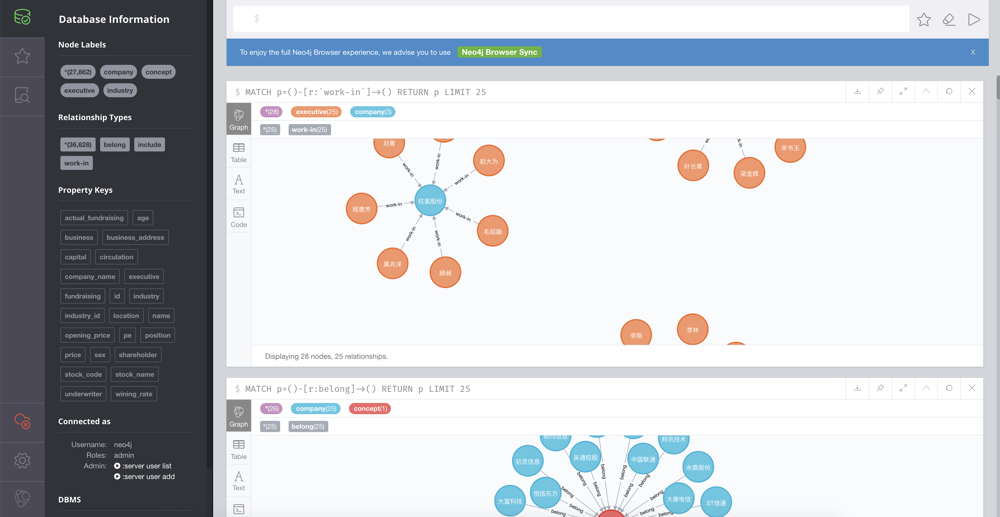 Database Information
Node Labels
*(27,862) company concept
executive industry
Relationship Types
*(36,628) belong include
work-in
Property Keys
actual_fundraising age
business business_address
capital circulation
company_name executive
fundraising id industry
industry_id location name
opening_price pe position
price sex shareholder
stock_code stock_name
underwriter wining_rate
Connected as
Username: neo4j
Roles: admin
Admin: :server user list
:server user add
DBMS
$
To enjoy the full Neo4j Browser experience, we advise you to use Neo4j Browser Sync X
$ MATCH p=()-[r:`work-in`]->() RETURN p LIMIT 25
Graph
Table
Text
Code
*(28) executive(25) company(3)
*(25) work-in(25)
刘菁
赵大为
杭氧股份
程惠芳
毛绍融
莫兆洋
顾昶
work-in
work-in
work-in
work-in
work-in
work-in
work-in
宋书玉
叶长青
梁金辉
李刚
李林
Displaying 28 nodes, 25 relationships.
$ MATCH p=()-[r:belong]->() RETURN p LIMIT 25
Graph
Table
Text
*(26) company(25) concept(1)
*(25) belong(25)
朗玛信息
邦讯技术
吴通控股
中国联通
初灵信息
永鼎股份
恒信东方
大唐电信
大富科技
ST信通
belong
belong
belong
belong
belong
belong
belong
belong
belong
belong
belong
belong